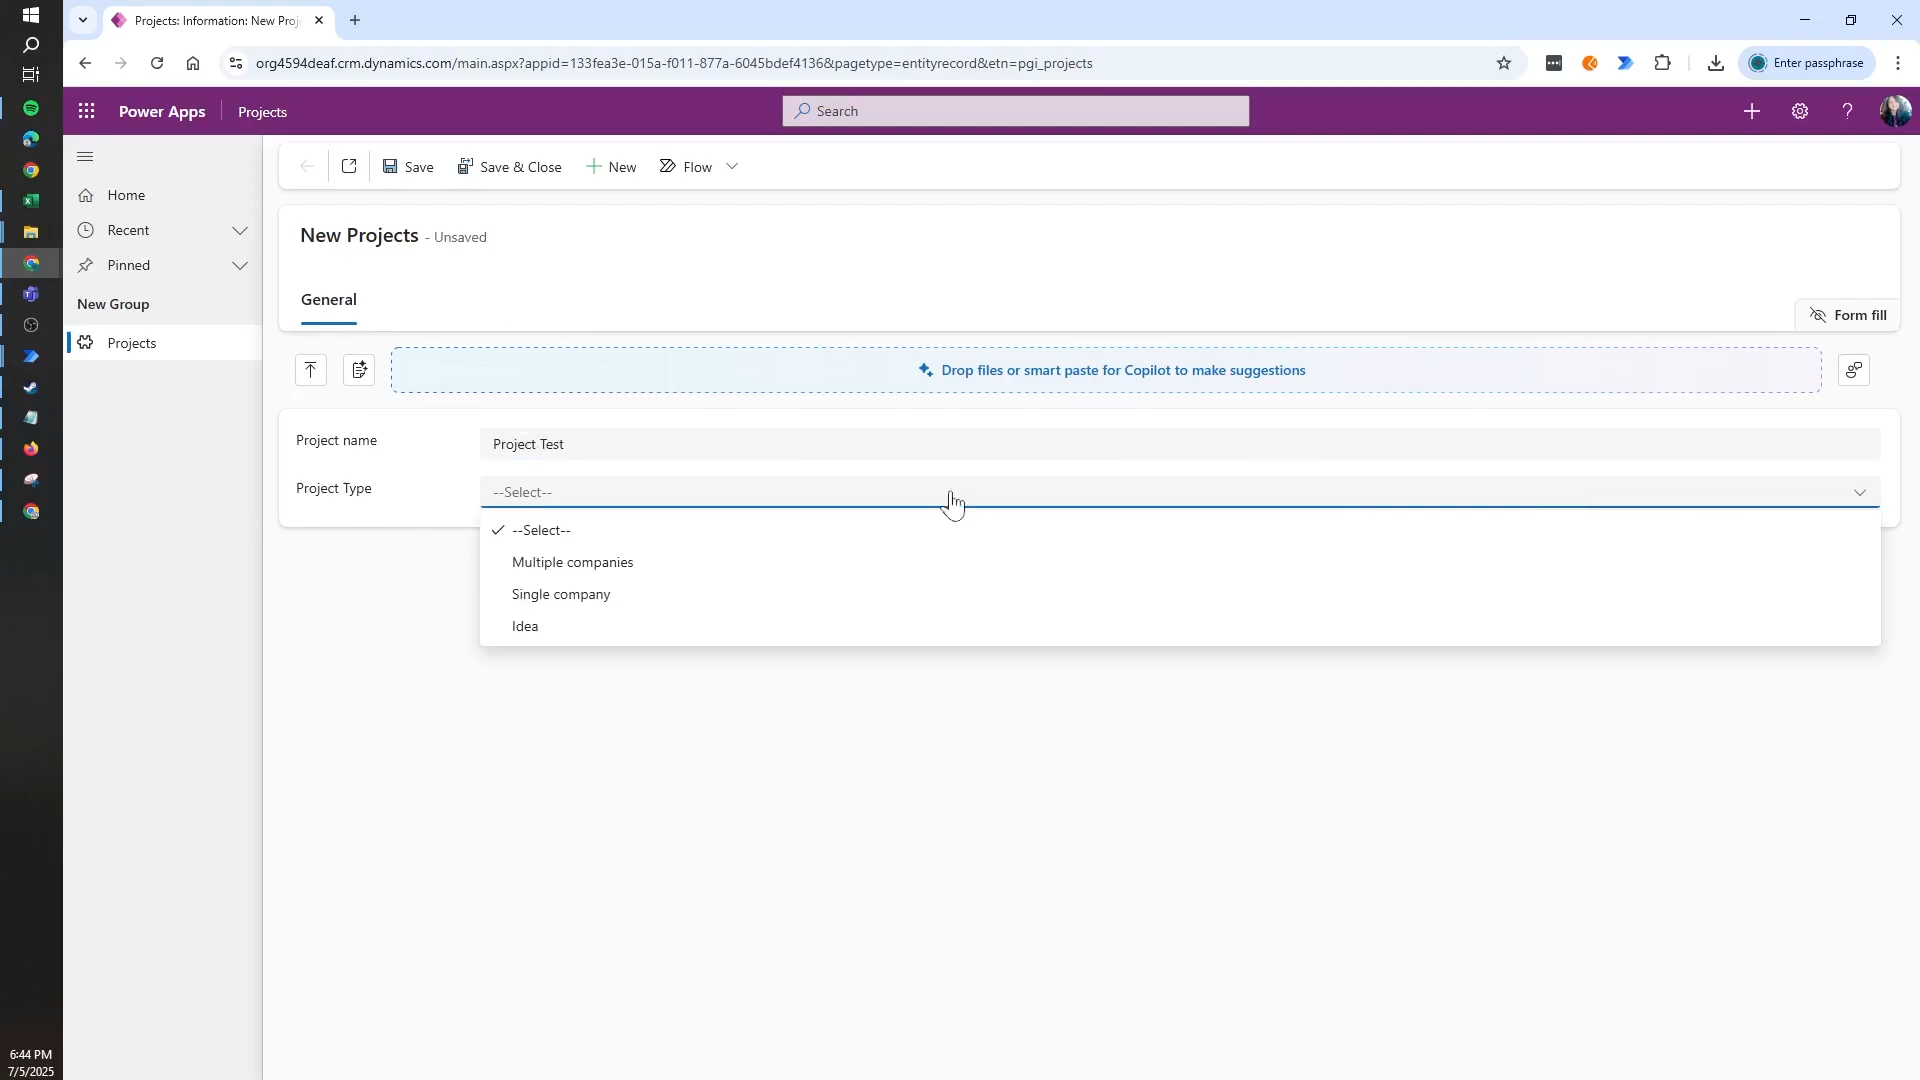 Projects: Information: New Proj
org4594deaf.crm.dynamics.com/main.aspx?appid=133fea3e-015a-f011-877a-6045bdef4136&pagetype=entityrecord&etn=pgi_projects
Enter passphrase
Power Apps
Projects
Search
Save
Save & Close
New
Flow
Home
Recent
Pinned
New Group
Projects
New Projects - Unsaved
General
Form fill
Drop files or smart paste for Copilot to make suggestions
Project name
Project Test
Project Type
--Select--
--Select--
Multiple companies
Single company
Idea
6:44 PM
7/5/2025